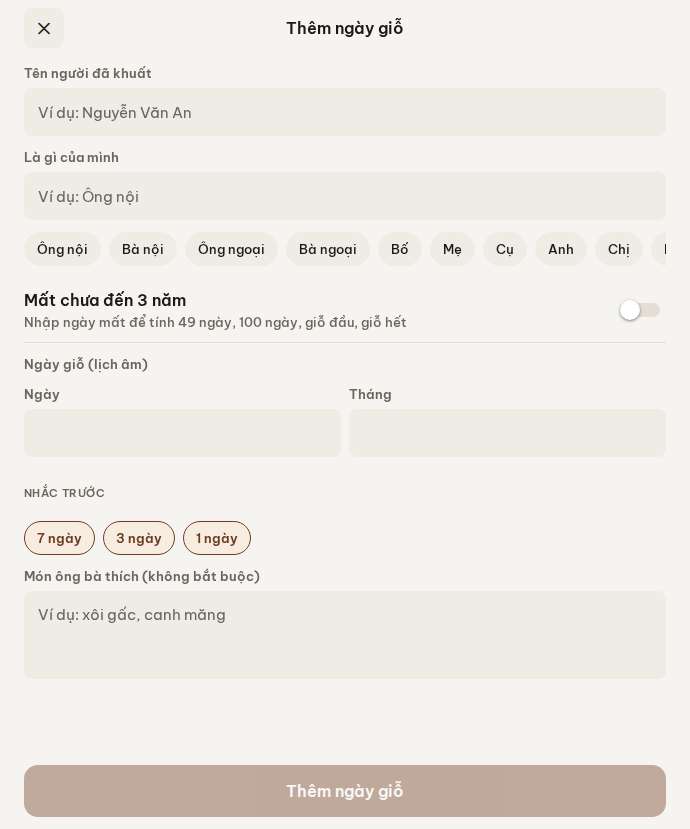 Thêm ngày giỗ
Tên người đã khuất
Ví dụ: Nguyễn Văn An
Là gì của mình
Ví dụ: Ông nội
Ông nội Bà nội Ông ngoại Bà ngoại Bố Mẹ Cụ Anh Chị
Mất chưa đến 3 năm
Nhập ngày mất để tính 49 ngày, 100 ngày, giỗ đầu, giỗ hết
Ngày giỗ (lịch âm)
Ngày Tháng
NHẮC TRƯỚC
7 ngày 3 ngày 1 ngày
Món ông bà thích (không bắt buộc)
Ví dụ: xôi gấc, canh măng
Thêm ngày giỗ